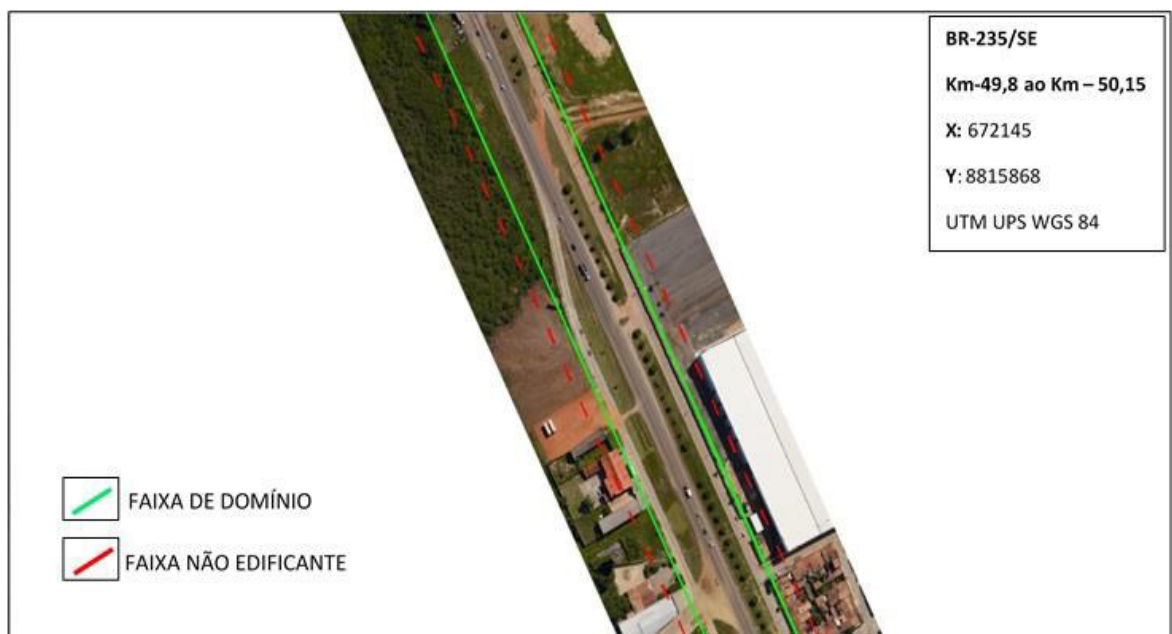 BR-235/SE
Km-49,8 ao Km – 50,15
X: 672145
Y: 8815868
UTM UPS WGS 84
FAIXA DE DOMÍNIO
FAIXA NÃO EDIFICANTE